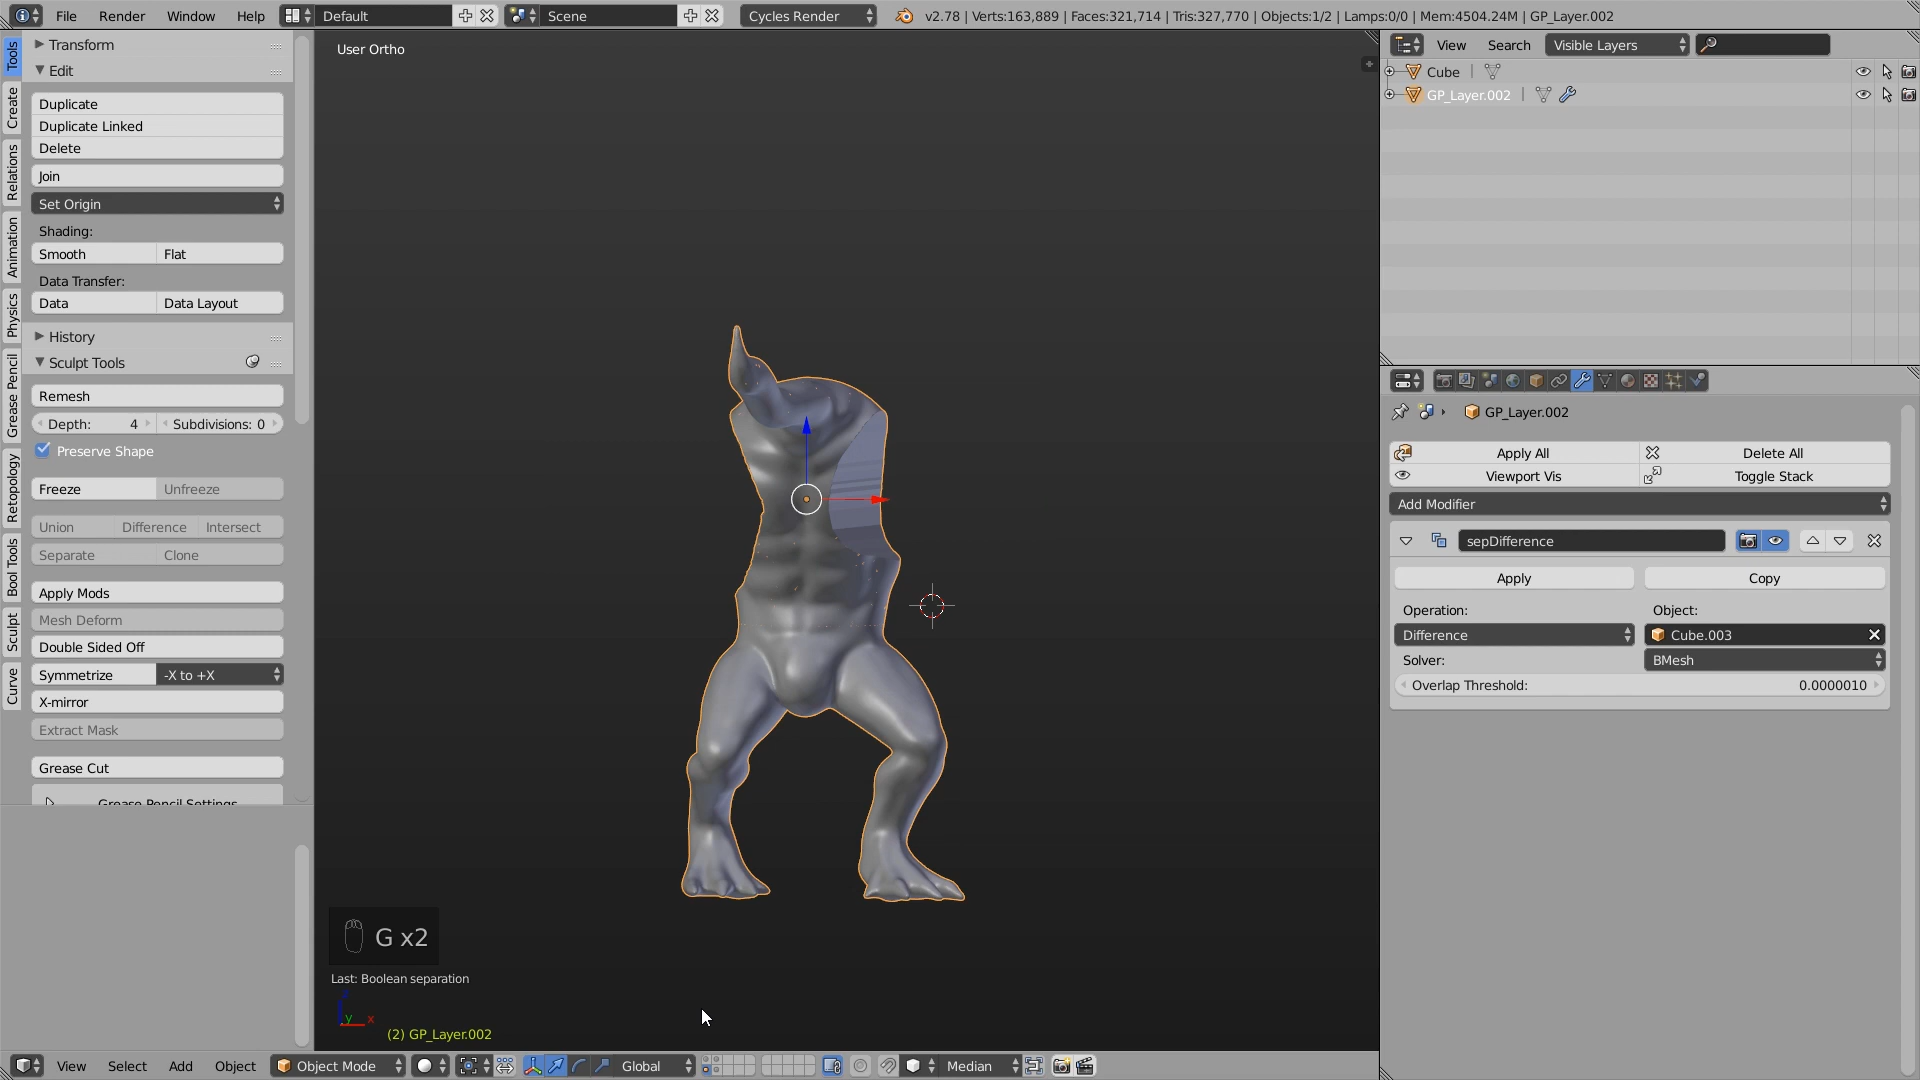 File Render Window Help Default Scene Cycles Render v2.78 | Verts:163,889 | Faces:321,714 | Tris:327,770 | Objects:1/2 | Lamps:0/0 | Mem:4504.24M | GP_Layer.002
Tools
Create
Relations
Animation
Physics
Grease Pencil
Retopology
Bool Tools
Sculpt
Curve
Transform
Edit
Duplicate
Duplicate Linked
Delete
Join
Set Origin
Shading:
Smooth Flat
Data Transfer:
Data Data Layout
History
Sculpt Tools
Remesh
Depth: 4 Subdivisions: 0
Preserve Shape
Freeze Unfreeze
Union Difference Intersect
Separate Clone
Apply Mods
Mesh Deform
Double Sided Off
Symmetrize -X to +X
X-mirror
Extract Mask
Grease Cut
Grease Pencil Settings
User Ortho
G x2
Last: Boolean separation
z
y x
(2) GP_Layer.002
View Select Add Object Object Mode Global Median
View Search Visible Layers
Cube
GP_Layer.002
GP_Layer.002
Apply All Delete All
Viewport Vis Toggle Stack
Add Modifier
sepDifference
Apply Copy
Operation: Object:
Difference Cube.003
Solver: BMesh
Overlap Threshold: 0.0000010